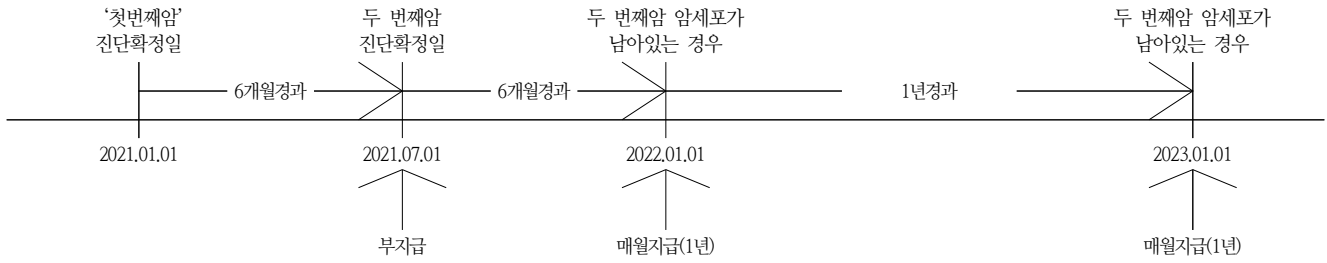 ‘첫번째암’
진단확정일
두 번째암
진단확정일
두 번째암 암세포가
남아있는 경우
두 번째암 암세포가
남아있는 경우
6개월경과
6개월경과
1년경과
2021.01.01
2021.07.01
2022.01.01
2023.01.01
부지급
매월지급(1년)
매월지급(1년)